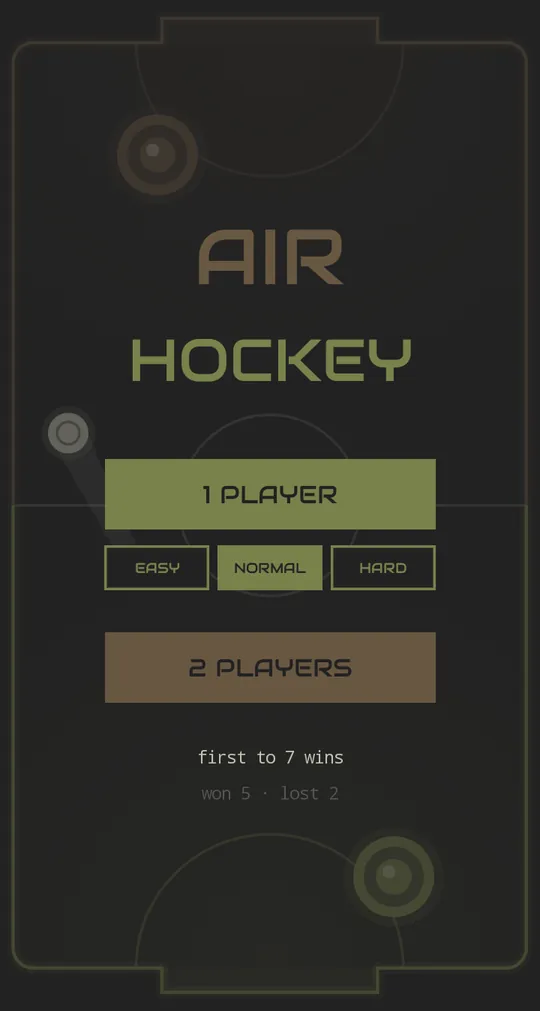 AIR
HOCKEY
1 PLAYER
EASY NORMAL HARD
2 PLAYERS
first to 7 wins
won 5 · lost 2